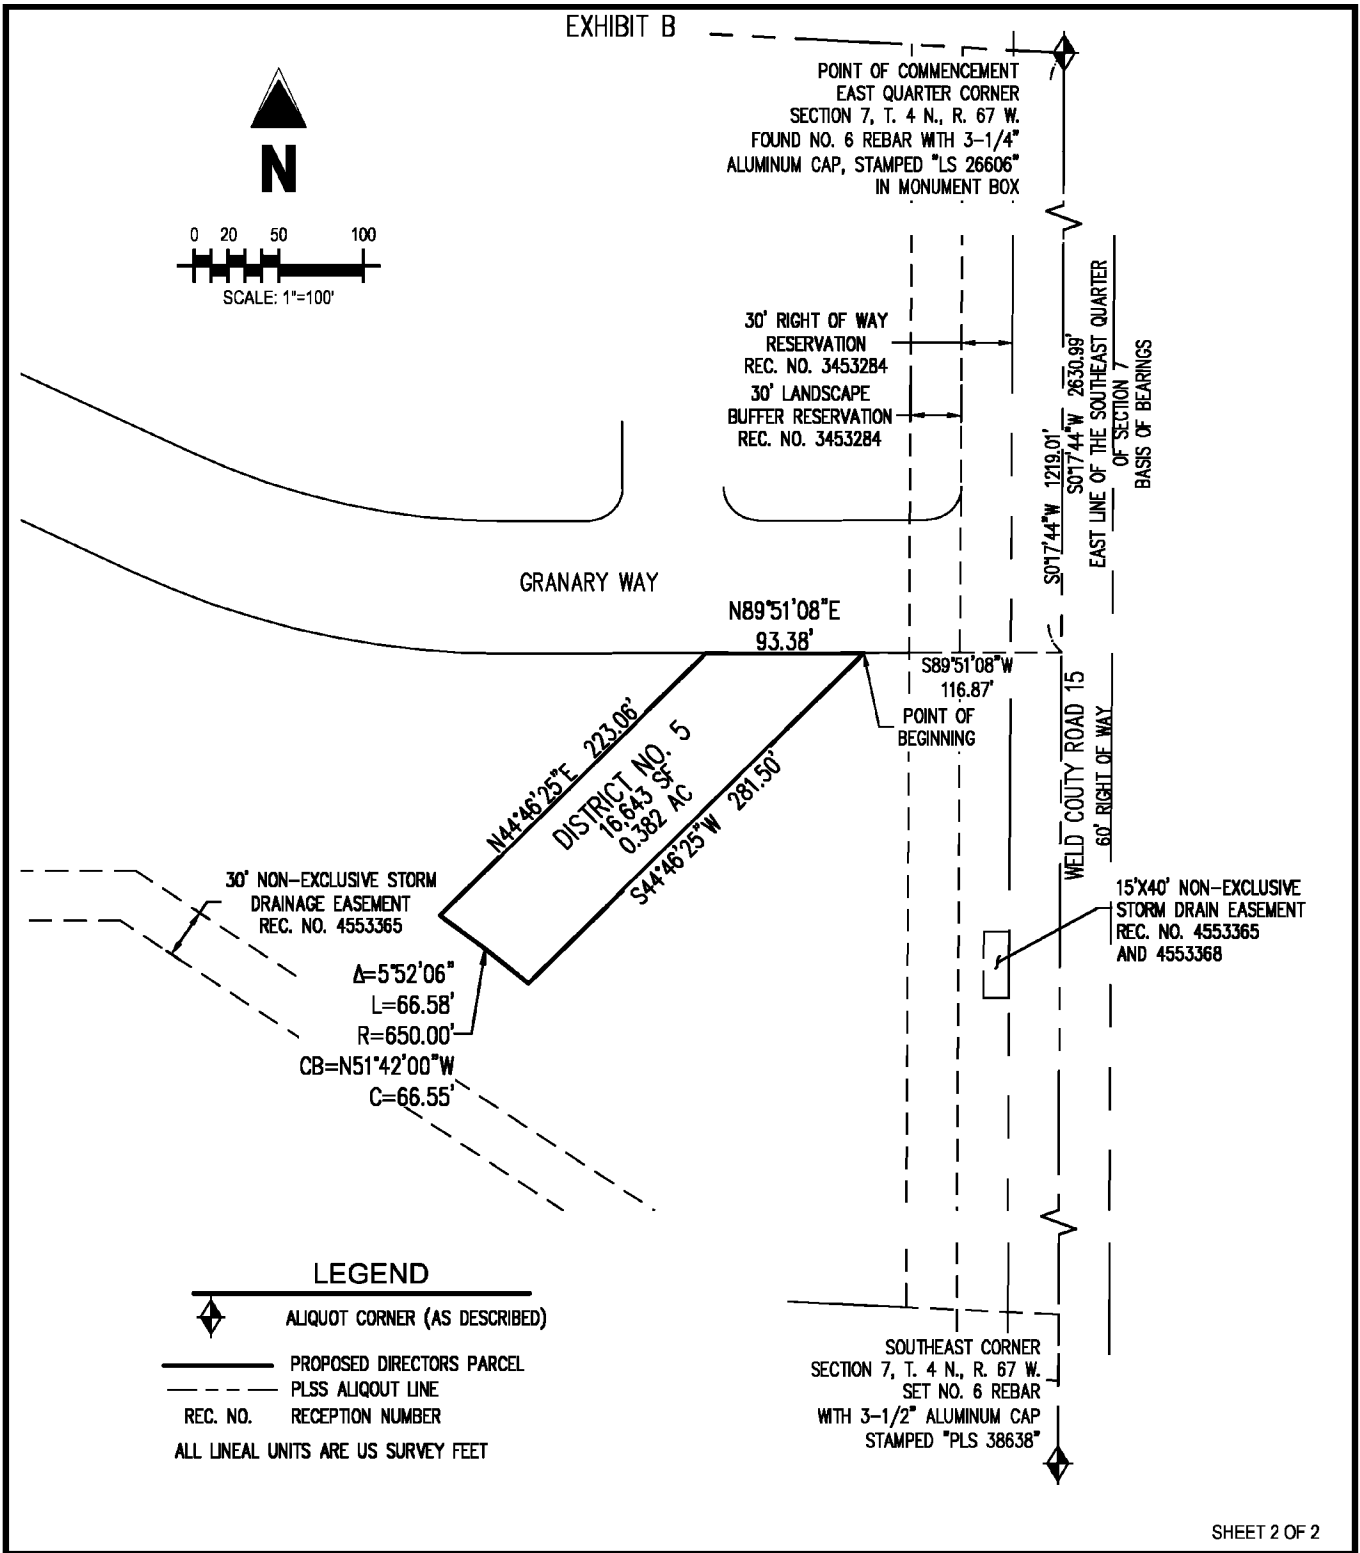 EXHIBIT B
POINT OF COMMENCEMENT
EAST QUARTER CORNER
SECTION 7, T. 4 N., R. 67 W.
FOUND NO. 6 REBAR WITH 3-1/4"
ALUMINUM CAP, STAMPED "LS 26606"
IN MONUMENT BOX
N
0 20 50 100
SCALE: 1"=100'
30' RIGHT OF WAY
RESERVATION
REC. NO. 3453284
30' LANDSCAPE
BUFFER RESERVATION
REC. NO. 3453284
S0°17'44"W 1219.01'
S0°17'44"W 2630.99'
EAST LINE OF THE SOUTHEAST QUARTER
OF SECTION 7
BASIS OF BEARINGS
GRANARY WAY
N89°51'08"E
93.38'
S89°51'08"W
116.87'
POINT OF
BEGINNING
N44°46'25"E 223.06'
DISTRICT NO. 5
16,643 SF
0.382 AC
S44°46'25"W 281.50'
WELD COUTY ROAD 15
60' RIGHT OF WAY
30' NON-EXCLUSIVE STORM
DRAINAGE EASEMENT
REC. NO. 4553365
15'X40' NON-EXCLUSIVE
STORM DRAIN EASEMENT
REC. NO. 4553365
AND 4553368
Δ=5°52'06"
L=66.58'
R=650.00'
CB=N51°42'00"W
C=66.55'
LEGEND
ALIQUOT CORNER (AS DESCRIBED)
PROPOSED DIRECTORS PARCEL
PLSS ALIQOUT LINE
REC. NO. RECEPTION NUMBER
ALL LINEAL UNITS ARE US SURVEY FEET
SOUTHEAST CORNER
SECTION 7, T. 4 N., R. 67 W.
SET NO. 6 REBAR
WITH 3-1/2" ALUMINUM CAP
STAMPED "PLS 38638"
SHEET 2 OF 2